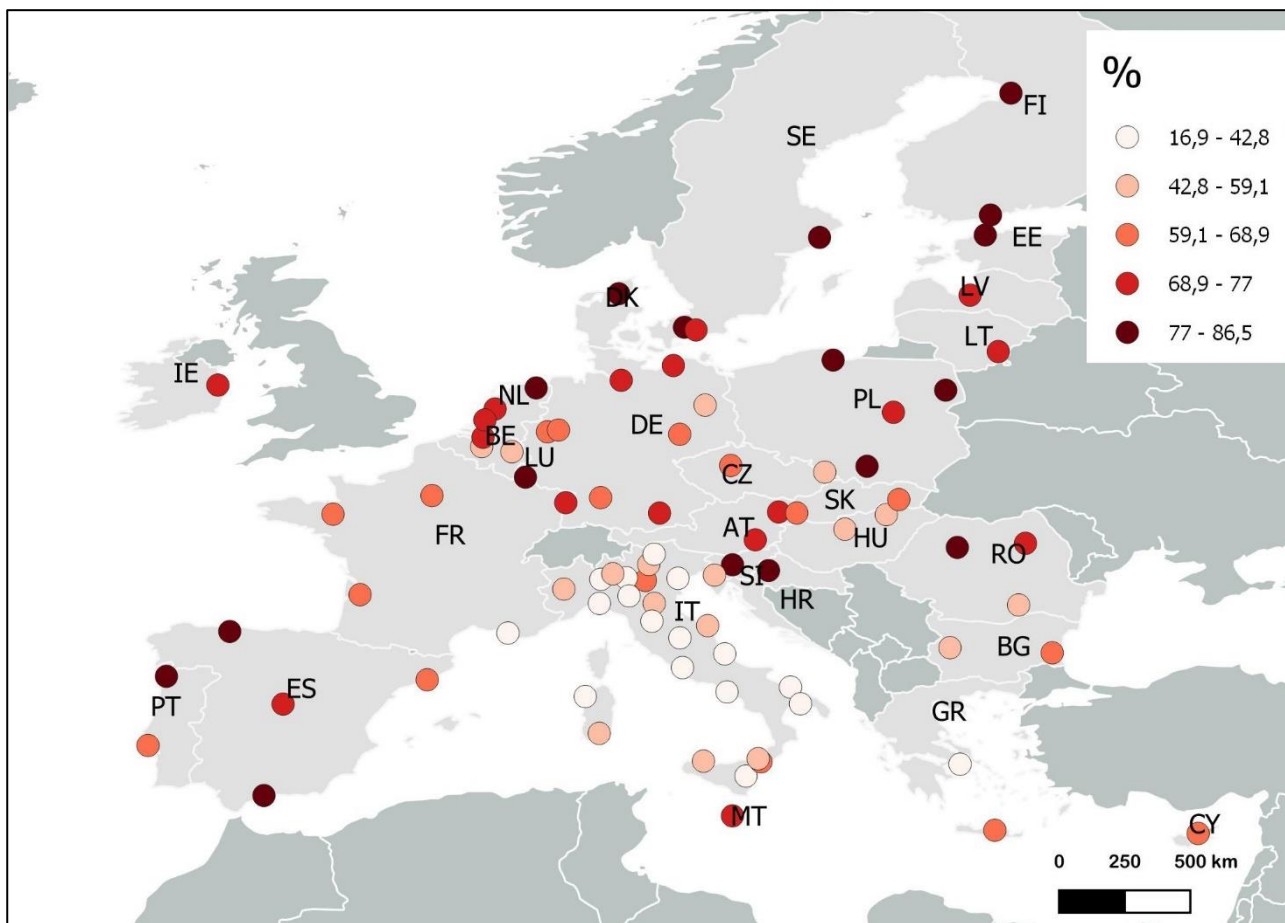 %
16,9 - 42,8
42,8 - 59,1
59,1 - 68,9
68,9 - 77
77 - 86,5
FI
SE
EE
DK
LV
LT
IE
NL
PL
BE
DE
LU
CZ
SK
FR
AT
HU
RO
SI
HR
IT
BG
ES
PT
GR
MT
CY
0 250 500 km